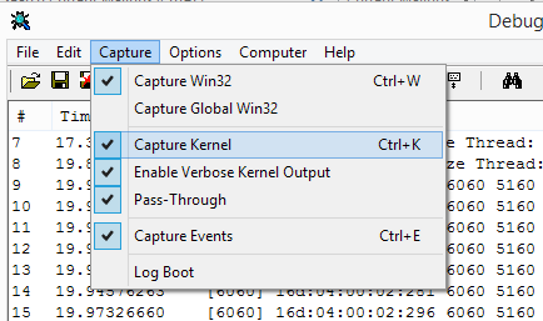 Debug
File Edit Capture Options Computer Help
Capture Win32 Ctrl+W
Capture Global Win32
Capture Kernel Ctrl+K
Enable Verbose Kernel Output
Pass-Through
Capture Events Ctrl+E
Log Boot
# Tim
7 17.3 e Thread:
8 19.8 ze Thread:
9 19.9 6060 5160
10 19.9 6060 5160
11 19.9 6060 5160
12 19.9 6060 5160
13 19.9 6060 5160
14 19.94576263 [6060] 16d:04:00:02:281 6060 5160
15 19.97326660 [6060] 16d:04:00:02:296 6060 5160